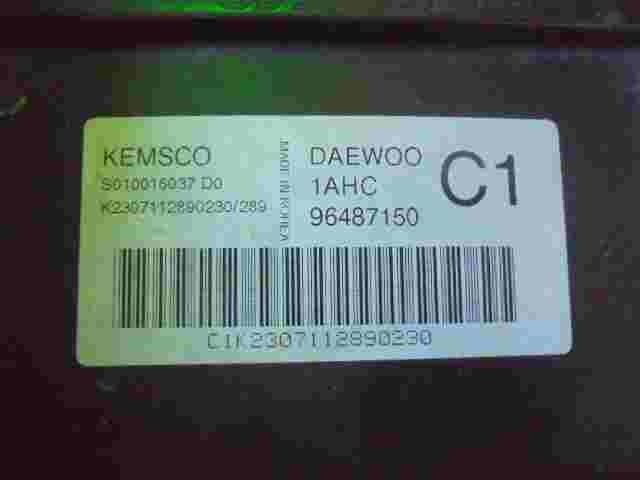 KEMSCO
S010016037 D0
K2307112890230/289
MADE IN KOREA
DAEWOO
1AHC
96487150
C1
C1K2307112890230